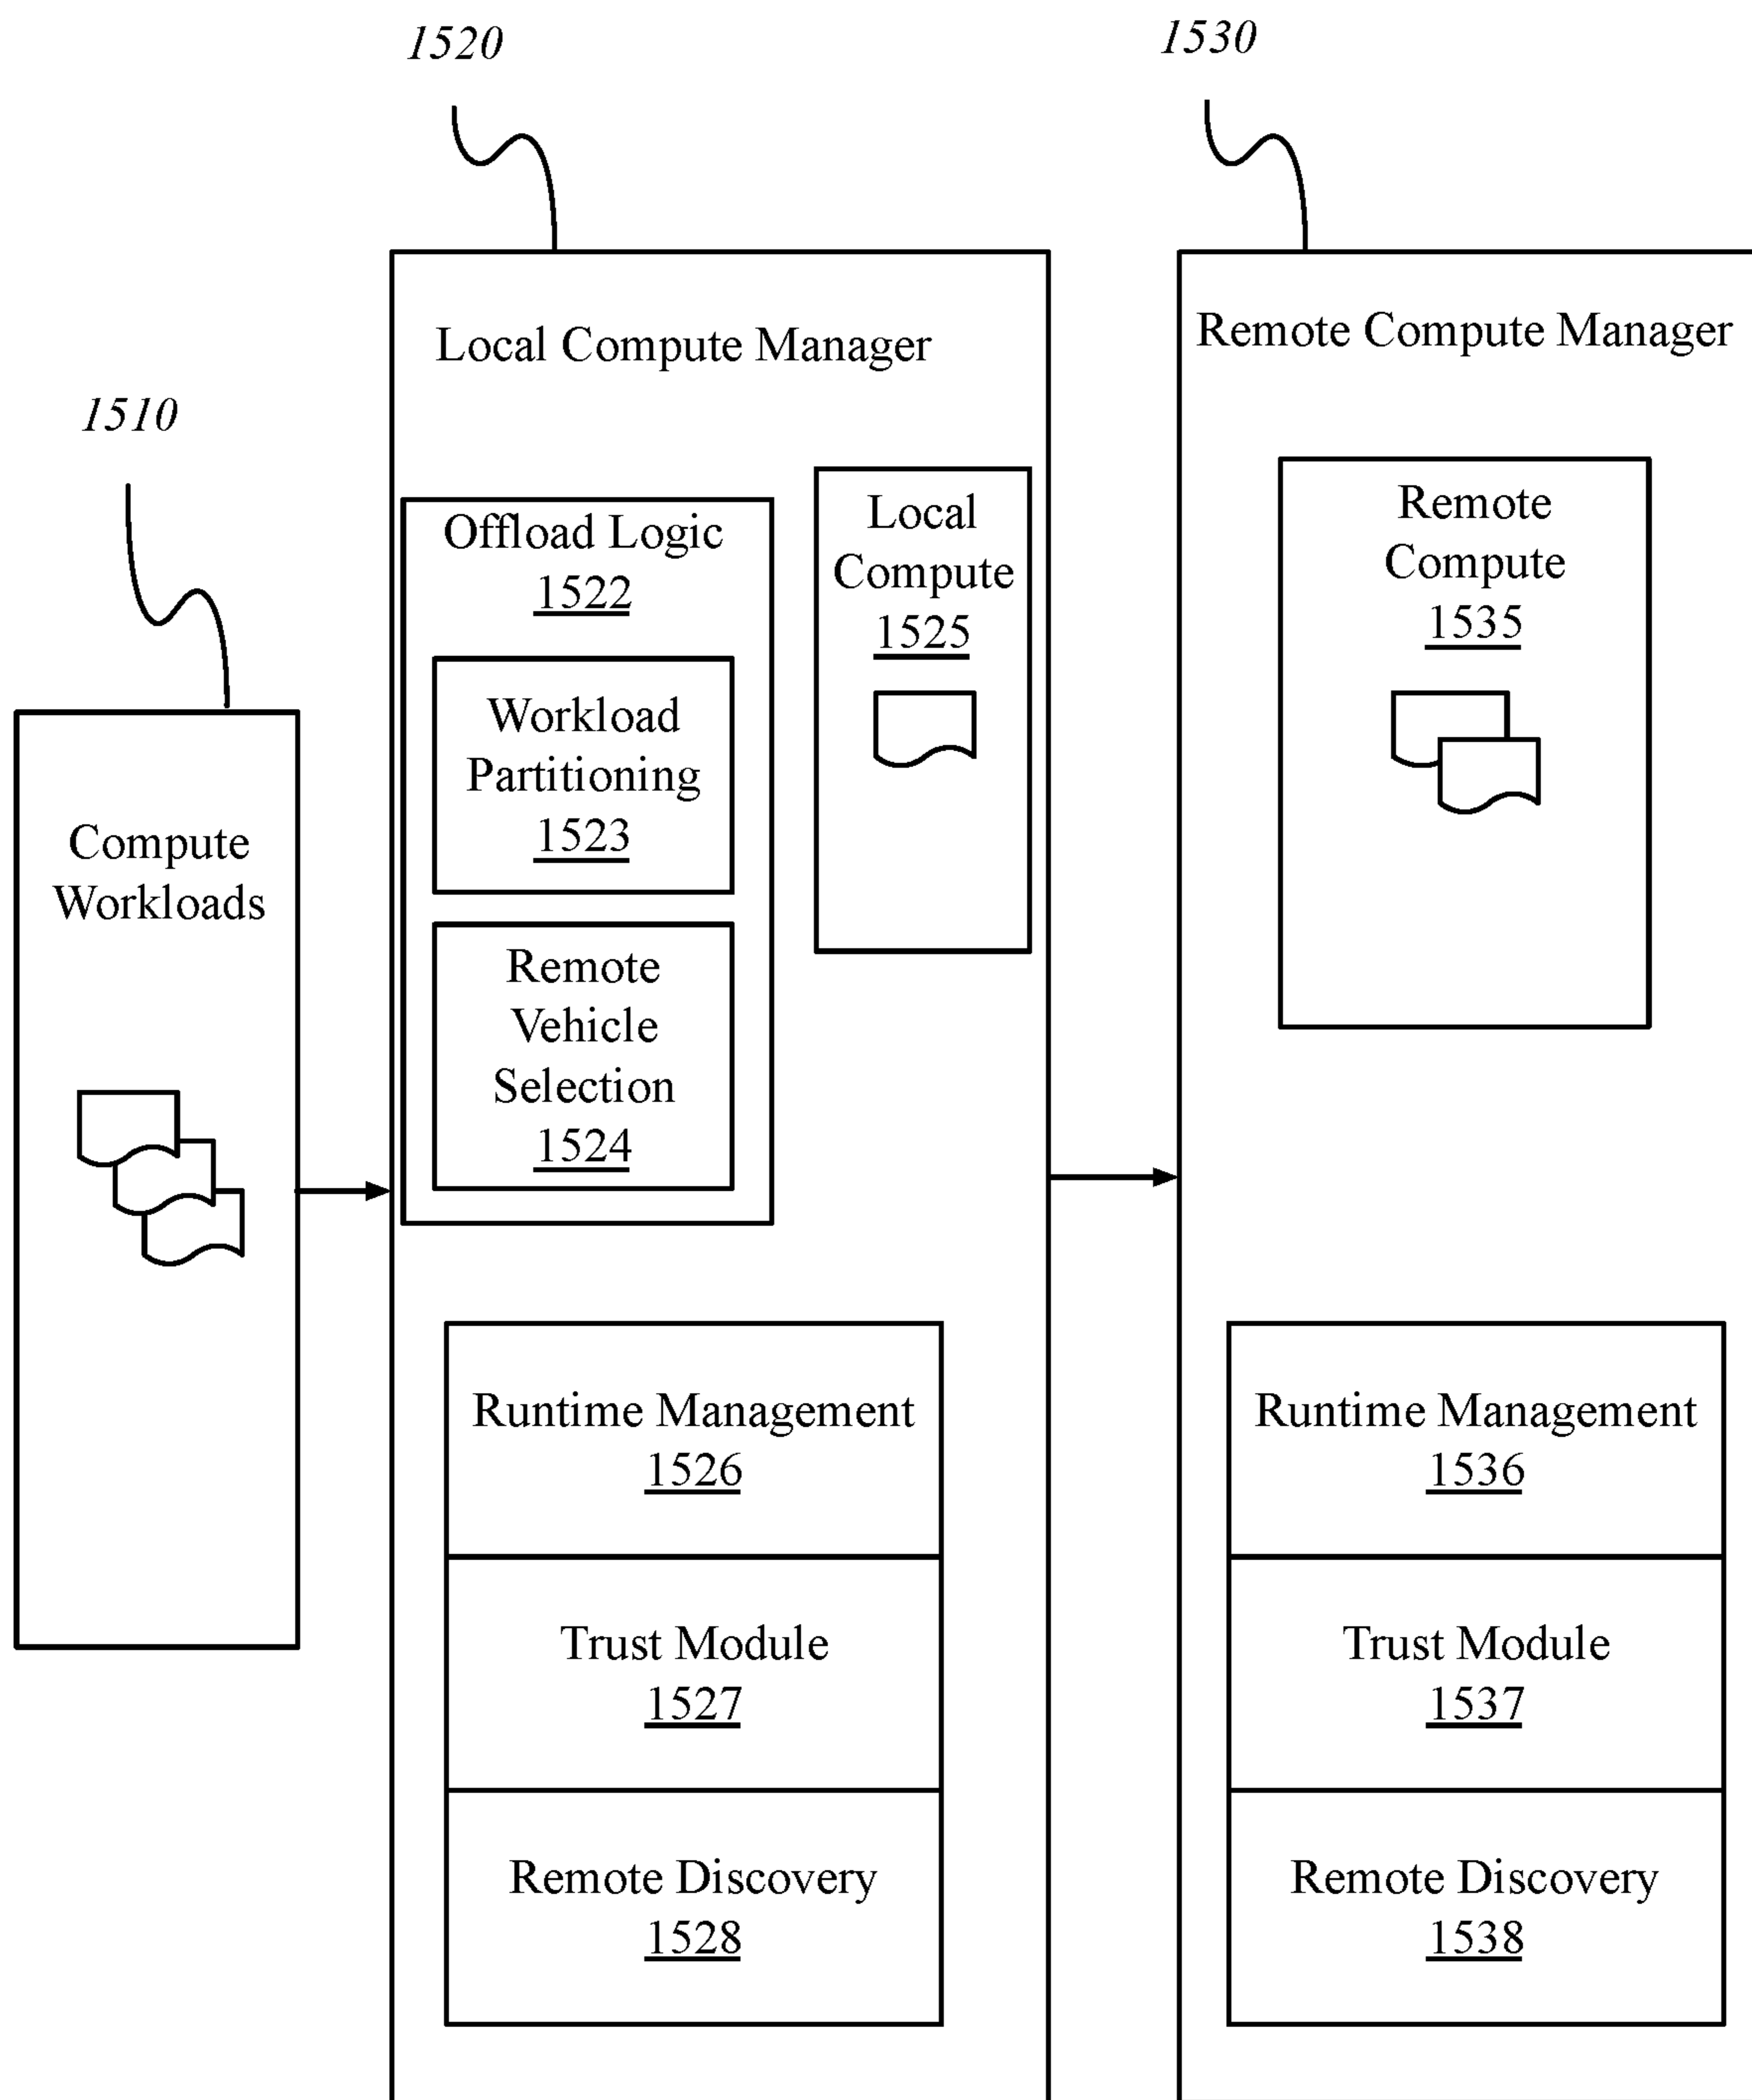 1520
1530
1510
Local Compute Manager
Remote Compute Manager
Compute
Workloads
Offload Logic
1522
Workload
Partitioning
1523
Remote
Vehicle
Selection
1524
Local
Compute
1525
Remote
Compute
1535
Runtime Management
1526
Trust Module
1527
Remote Discovery
1528
Runtime Management
1536
Trust Module
1537
Remote Discovery
1538